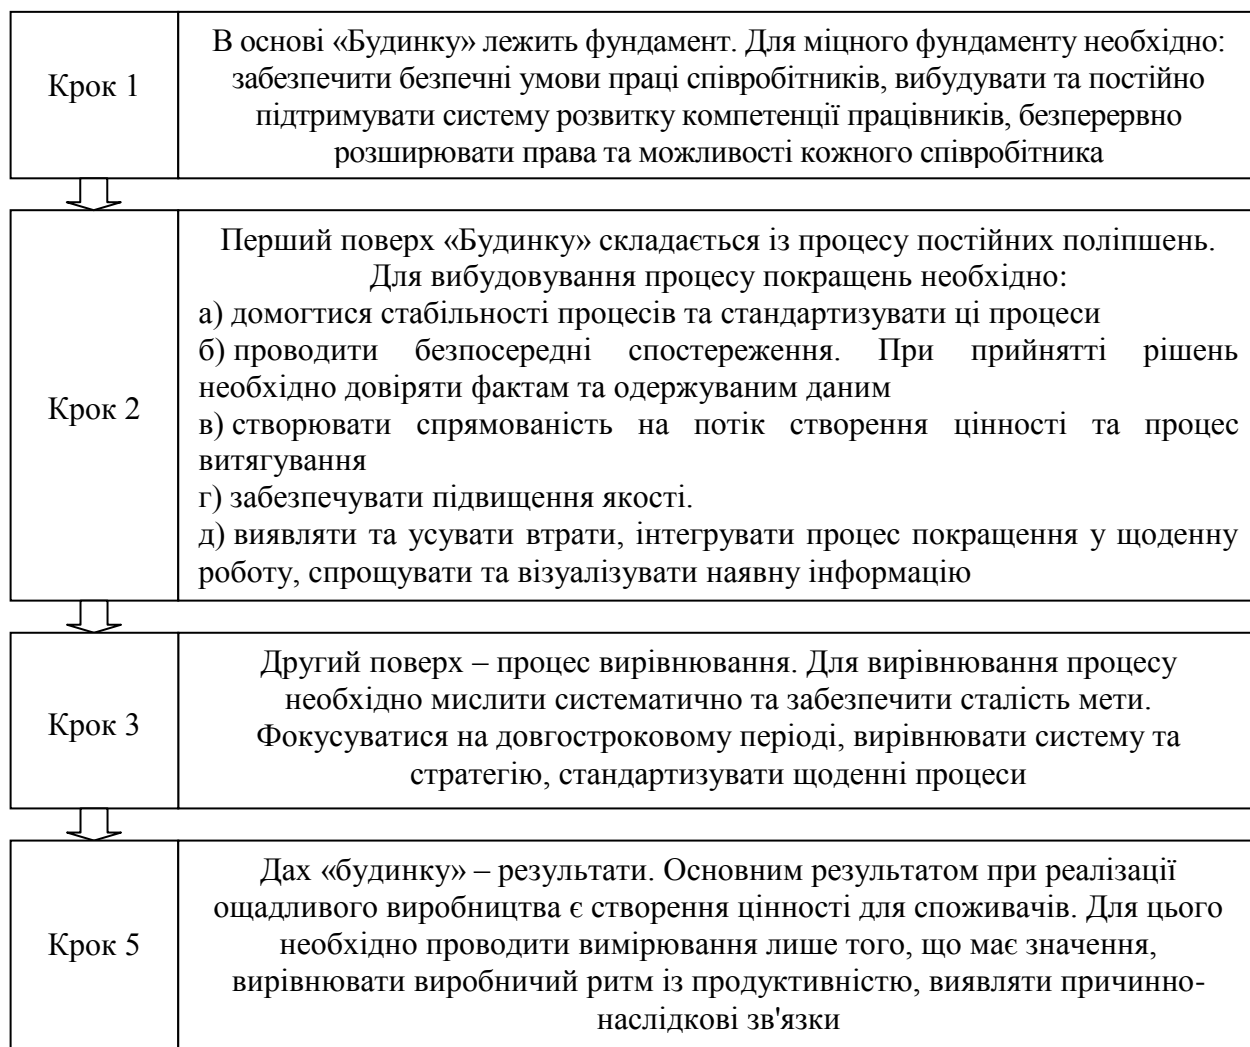 Крок 1
В основі «Будинку» лежить фундамент. Для міцного фундаменту необхідно:
забезпечити безпечні умови праці співробітників, вибудувати та постійно
підтримувати систему розвитку компетенції працівників, безперервно
розширювати права та можливості кожного співробітника
Крок 2
Перший поверх «Будинку» складається із процесу постійних поліпшень.
Для вибудовування процесу покращень необхідно:
а) домогтися стабільності процесів та стандартизувати ці процеси
б) проводити безпосередні спостереження. При прийнятті рішень
необхідно довіряти фактам та одержуваним даним
в) створювати спрямованість на потік створення цінності та процес
витягування
г) забезпечувати підвищення якості.
д) виявляти та усувати втрати, інтегрувати процес покращення у щоденну
роботу, спрощувати та візуалізувати наявну інформацію
Крок 3
Другий поверх – процес вирівнювання. Для вирівнювання процесу
необхідно мислити систематично та забезпечити сталість мети.
Фокусуватися на довгостроковому періоді, вирівнювати систему та
стратегію, стандартизувати щоденні процеси
Крок 5
Дах «будинку» – результати. Основним результатом при реалізації
ощадливого виробництва є створення цінності для споживачів. Для цього
необхідно проводити вимірювання лише того, що має значення,
вирівнювати виробничий ритм із продуктивністю, виявляти причинно-
наслідкові зв'язки